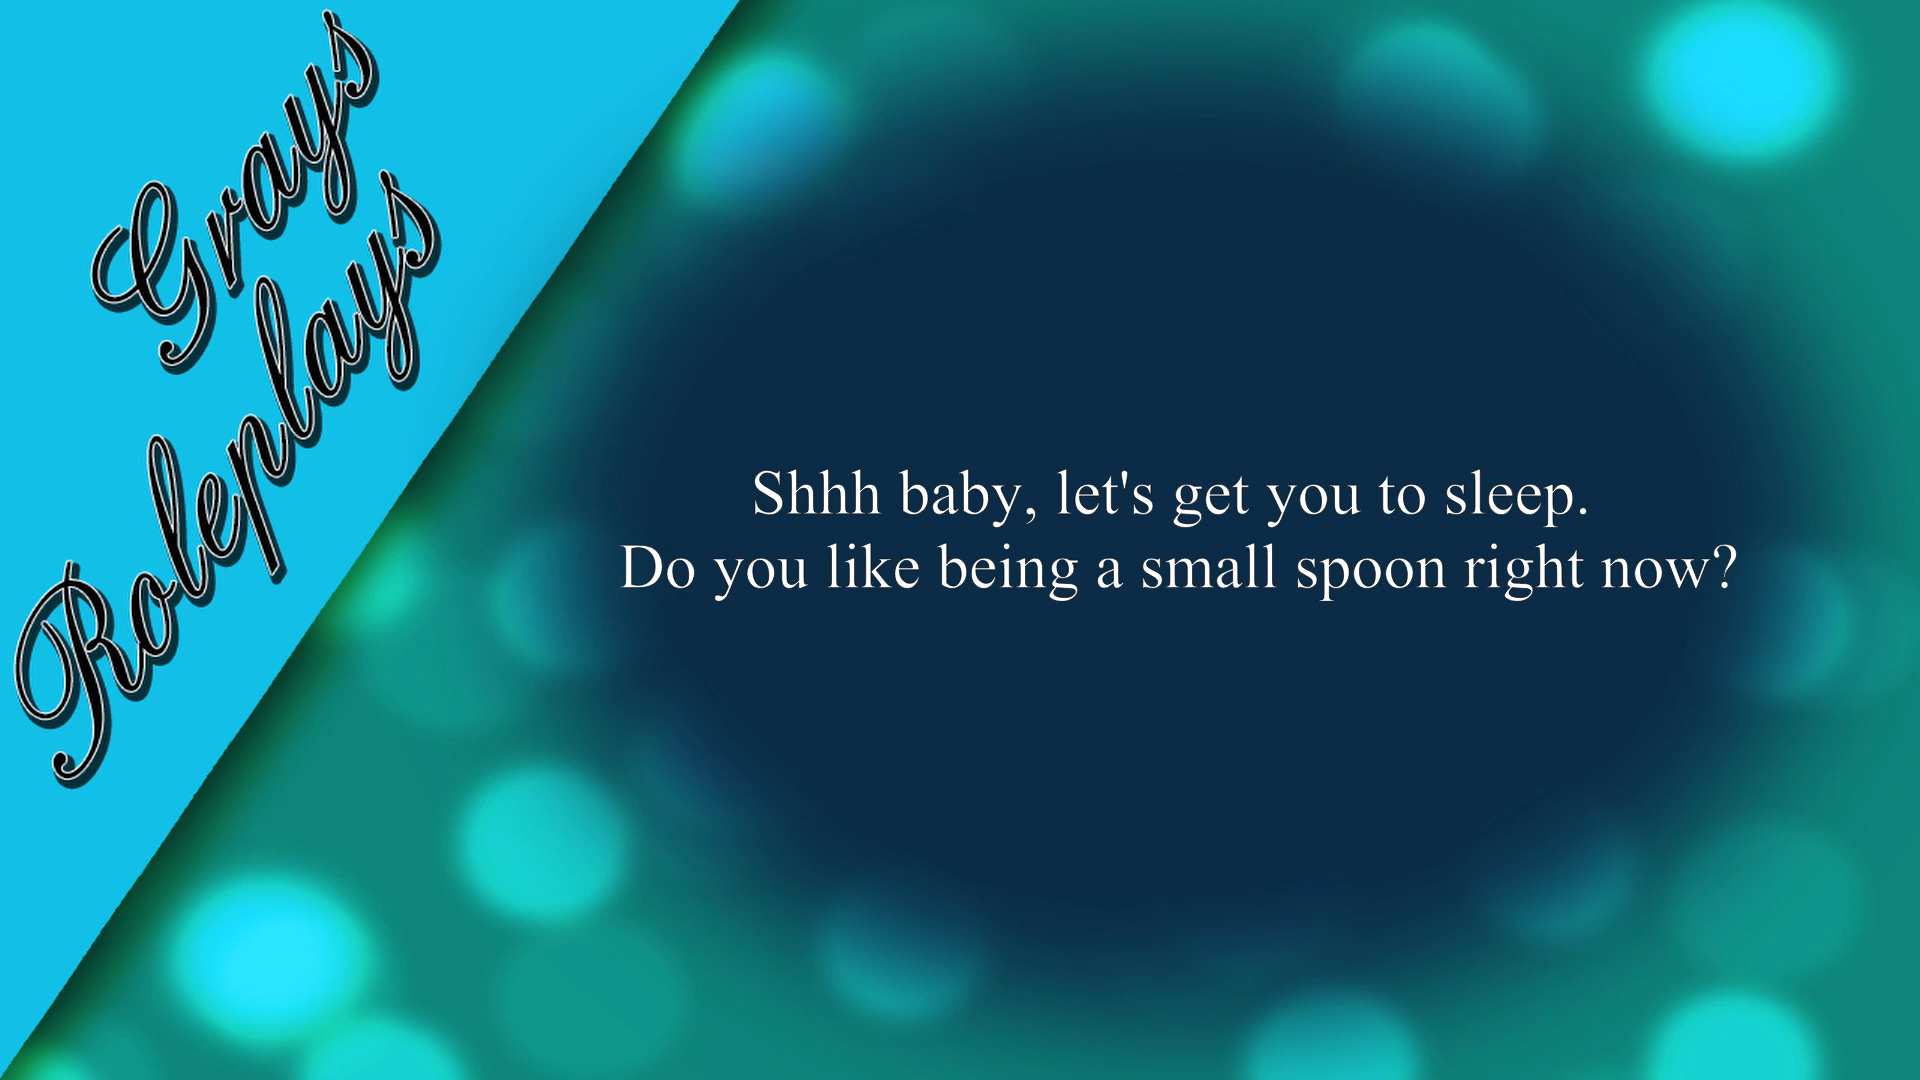 Grays
Roleplays
Shhh baby, let's get you to sleep.
Do you like being a small spoon right now?